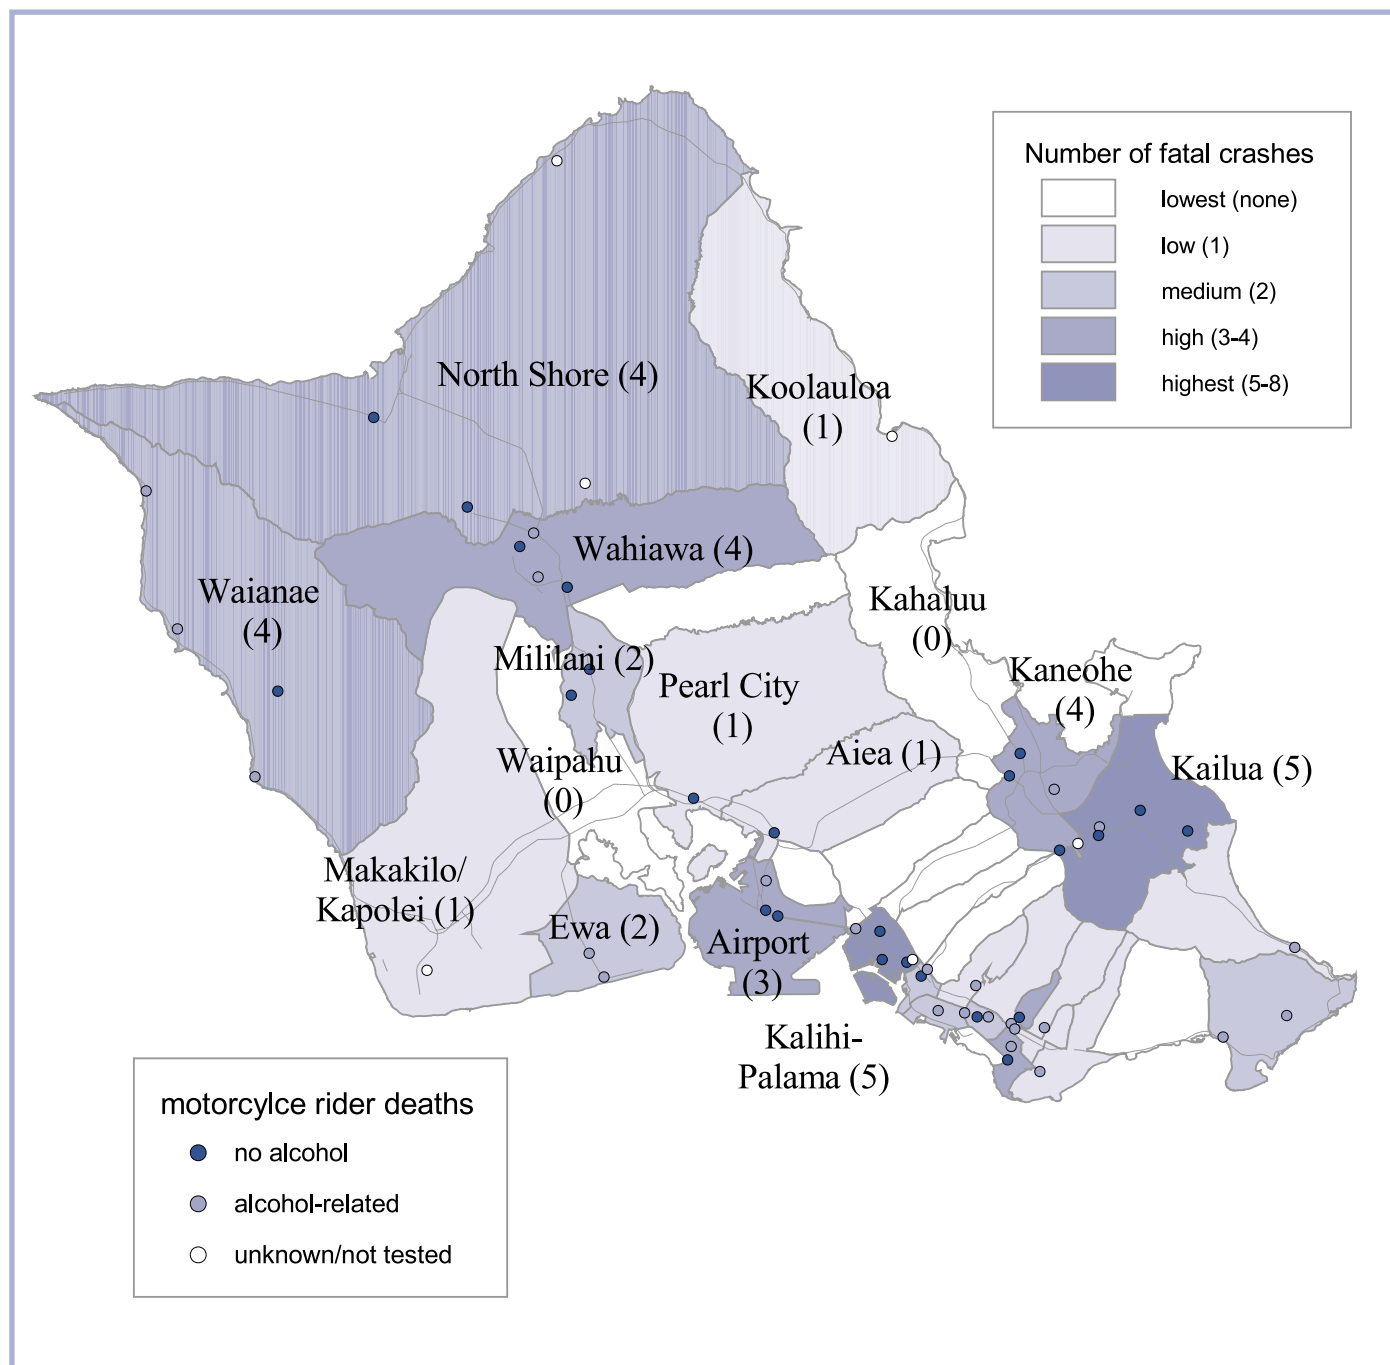 Number of fatal crashes
lowest (none)
low (1)
medium (2)
high (3-4)
highest (5-8)
North Shore (4)
Koolauloa
(1)
Wahiawa (4)
Waianae
(4)
Kahaluu
(0)
Mililani (2)
Pearl City
(1)
Kaneohe
(4)
Waipahu
(0)
Aiea (1)
Kailua (5)
Makakilo/
Kapolei (1)
Ewa (2)
Airport
(3)
Kalihi-
Palama (5)
motorcylce rider deaths
no alcohol
alcohol-related
unknown/not tested